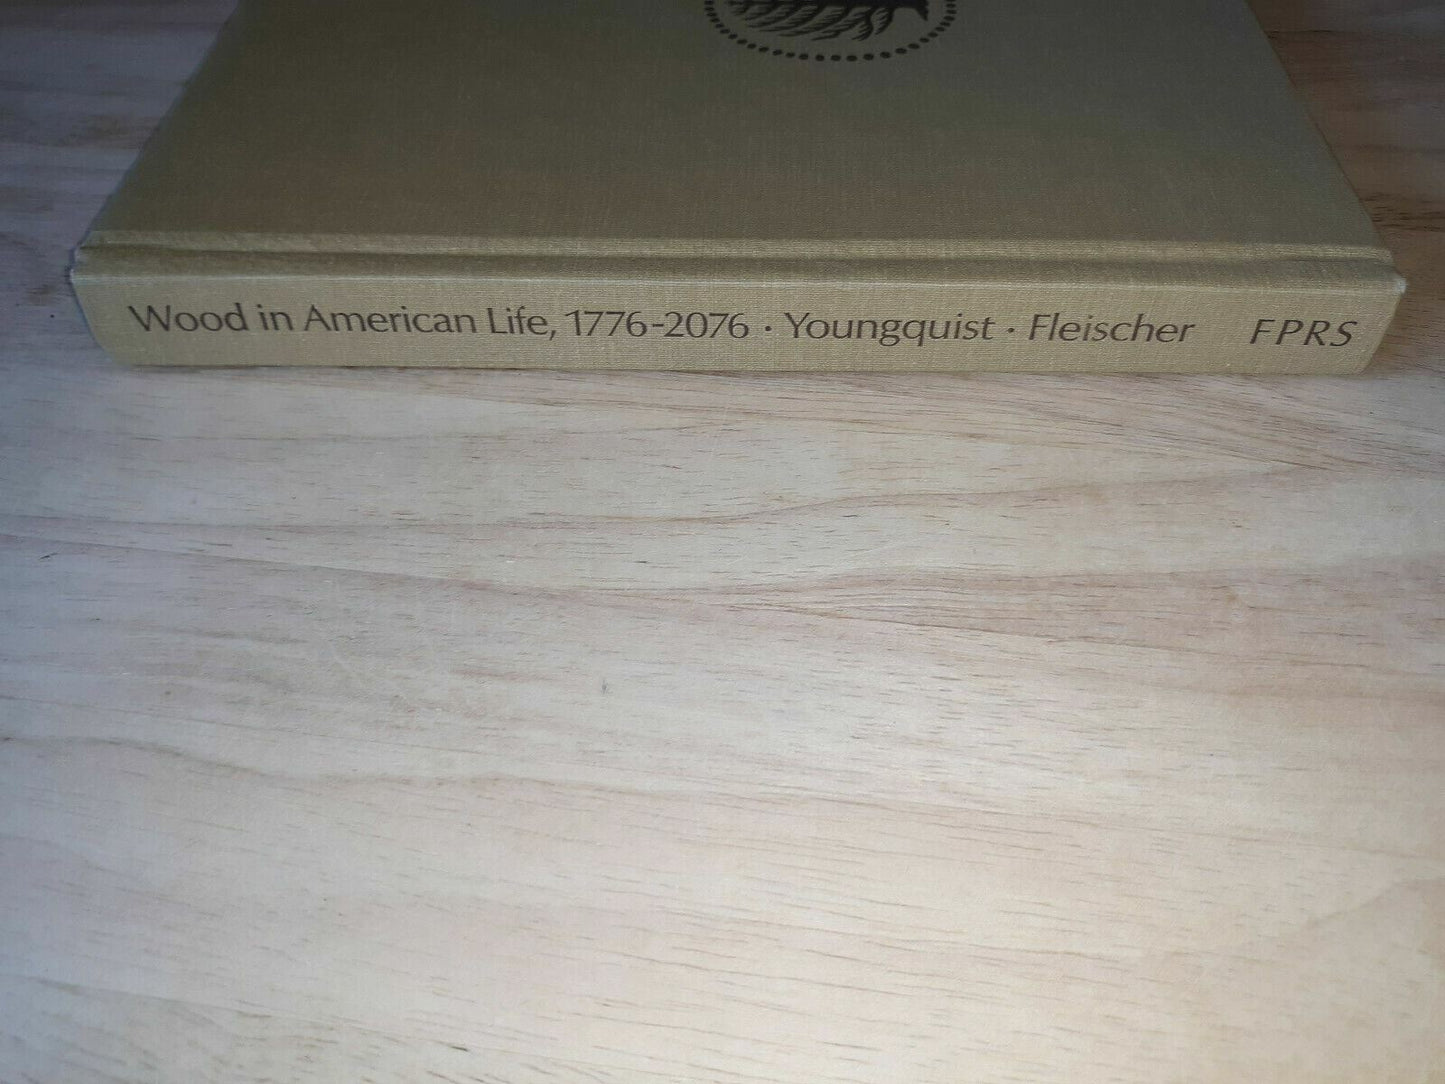 Wood in American Life, 1776-2076 · Youngquist · Fleischer FPRS